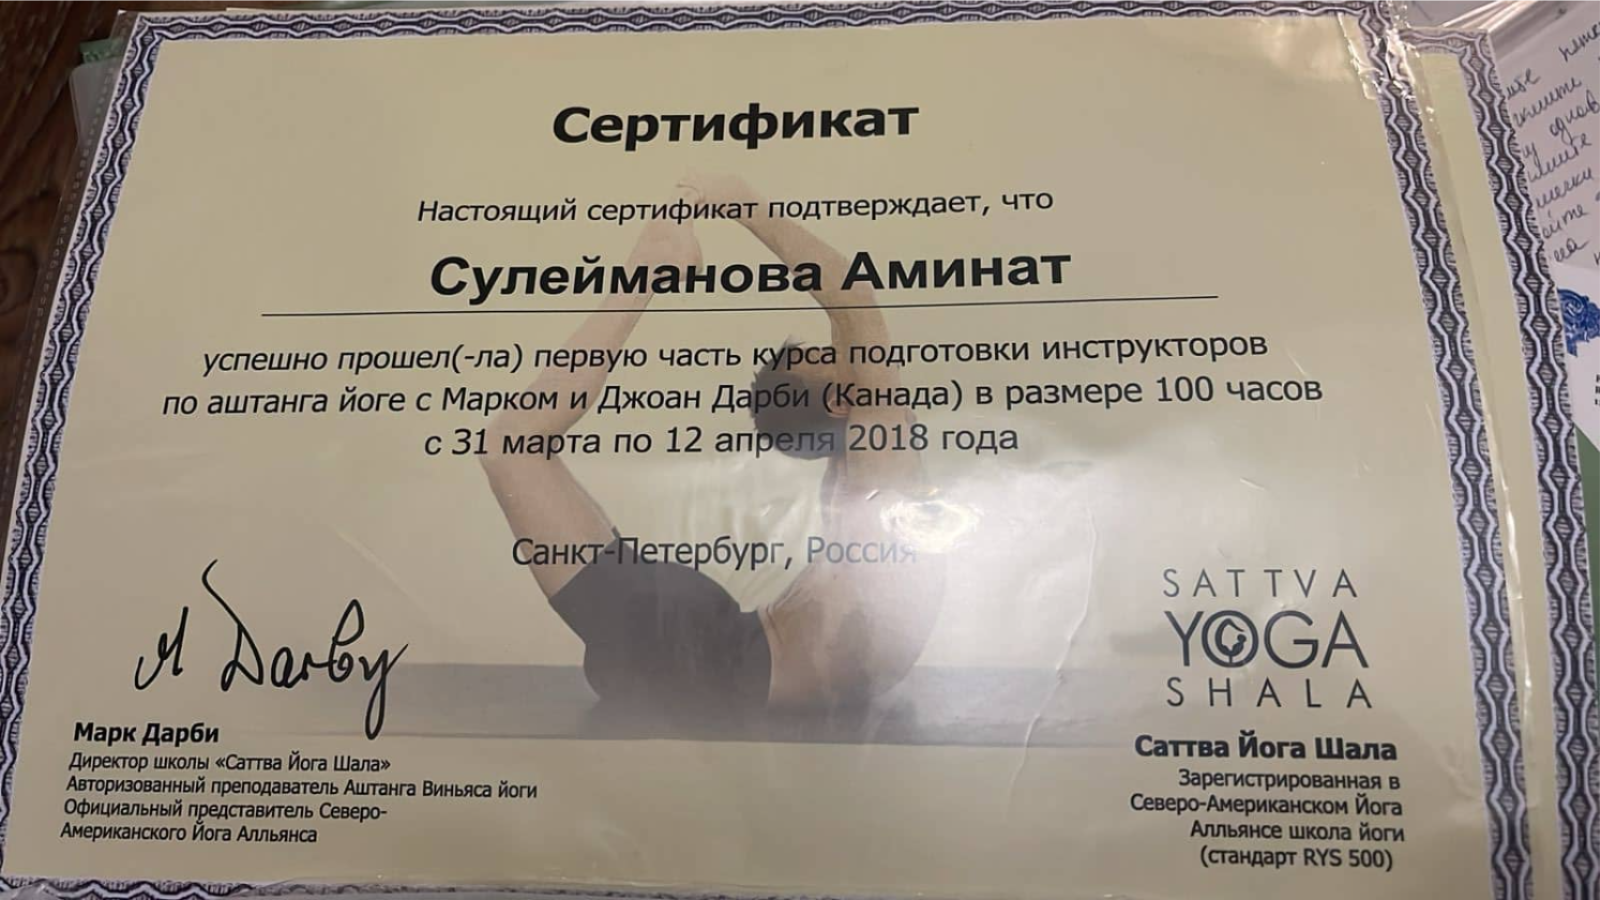 Сертификат
Настоящий сертификат подтверждает, что
Сулейманова Аминат
успешно прошел(-ла) первую часть курса подготовки инструкторов
по аштанга йоге с Марком и Джоан Дарби (Канада) в размере 100 часов
с 31 марта по 12 апреля 2018 года
Санкт-Петербург, Россия
M Darby
Марк Дарби
Директор школы «Саттва Йога Шала»
Авторизованный преподаватель Аштанга Виньяса йоги
Официальный представитель Северо-
Американского Йога Алльянса
SATTVA
YOGA
SHALA
Саттва Йога Шала
Зарегистрированная в
Северо-Американском Йога
Алльянсе школа йоги
(стандарт RYS 500)